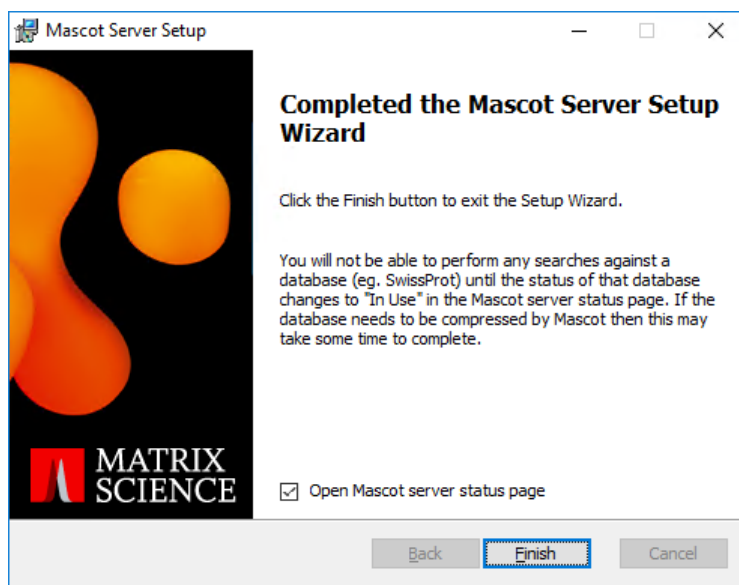 Mascot Server Setup
Completed the Mascot Server Setup
Wizard
Click the Finish button to exit the Setup Wizard.
You will not be able to perform any searches against a
database (eg. SwissProt) until the status of that database
changes to "In Use" in the Mascot server status page. If the
database needs to be compressed by Mascot then this may
take some time to complete.
MATRIX
SCIENCE
Open Mascot server status page
Back
Finish
Cancel